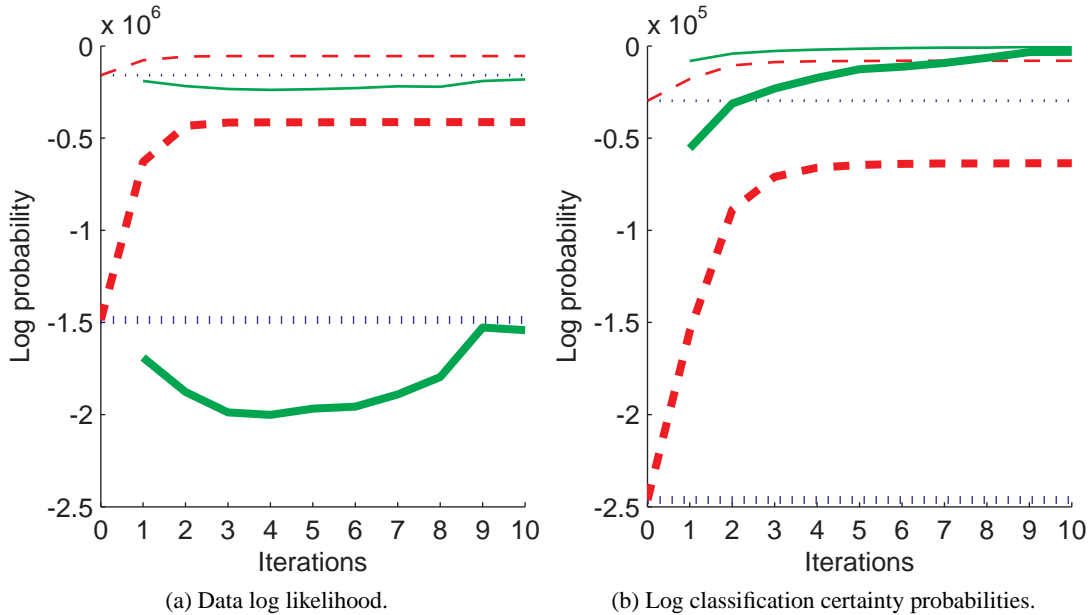 x 10^6
0
-0.5
-1
-1.5
-2
-2.5
Log probability
0 1 2 3 4 5 6 7 8 9 10
Iterations
(a) Data log likelihood.
x 10^5
0
-0.5
-1
-1.5
-2
-2.5
Log probability
0 1 2 3 4 5 6 7 8 9 10
Iterations
(b) Log classification certainty probabilities.